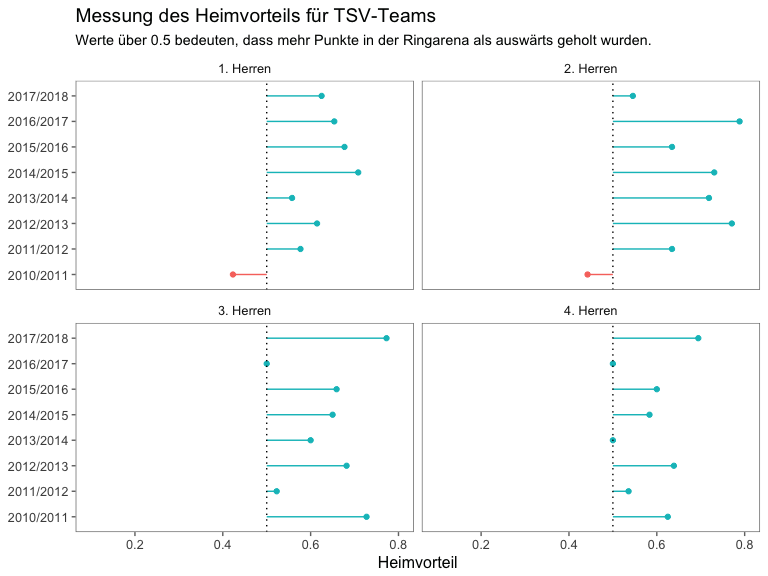 Messung des Heimvorteils für TSV-Teams
Werte über 0.5 bedeuten, dass mehr Punkte in der Ringarena als auswärts geholt wurden.
1. Herren
2. Herren
2017/2018
2016/2017
2015/2016
2014/2015
2013/2014
2012/2013
2011/2012
2010/2011
3. Herren
4. Herren
2017/2018
2016/2017
2015/2016
2014/2015
2013/2014
2012/2013
2011/2012
2010/2011
0.2 0.4 0.6 0.8 0.2 0.4 0.6 0.8
Heimvorteil